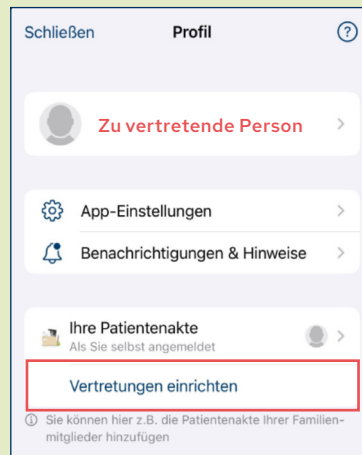 Schließen Profil ?
Zu vertretende Person
App-Einstellungen
Benachrichtigungen & Hinweise
Ihre Patientenakte
Als Sie selbst angemeldet
Vertretungen einrichten
Sie können hier z.B. die Patientenakte Ihrer Familien-
mitglieder hinzufügen